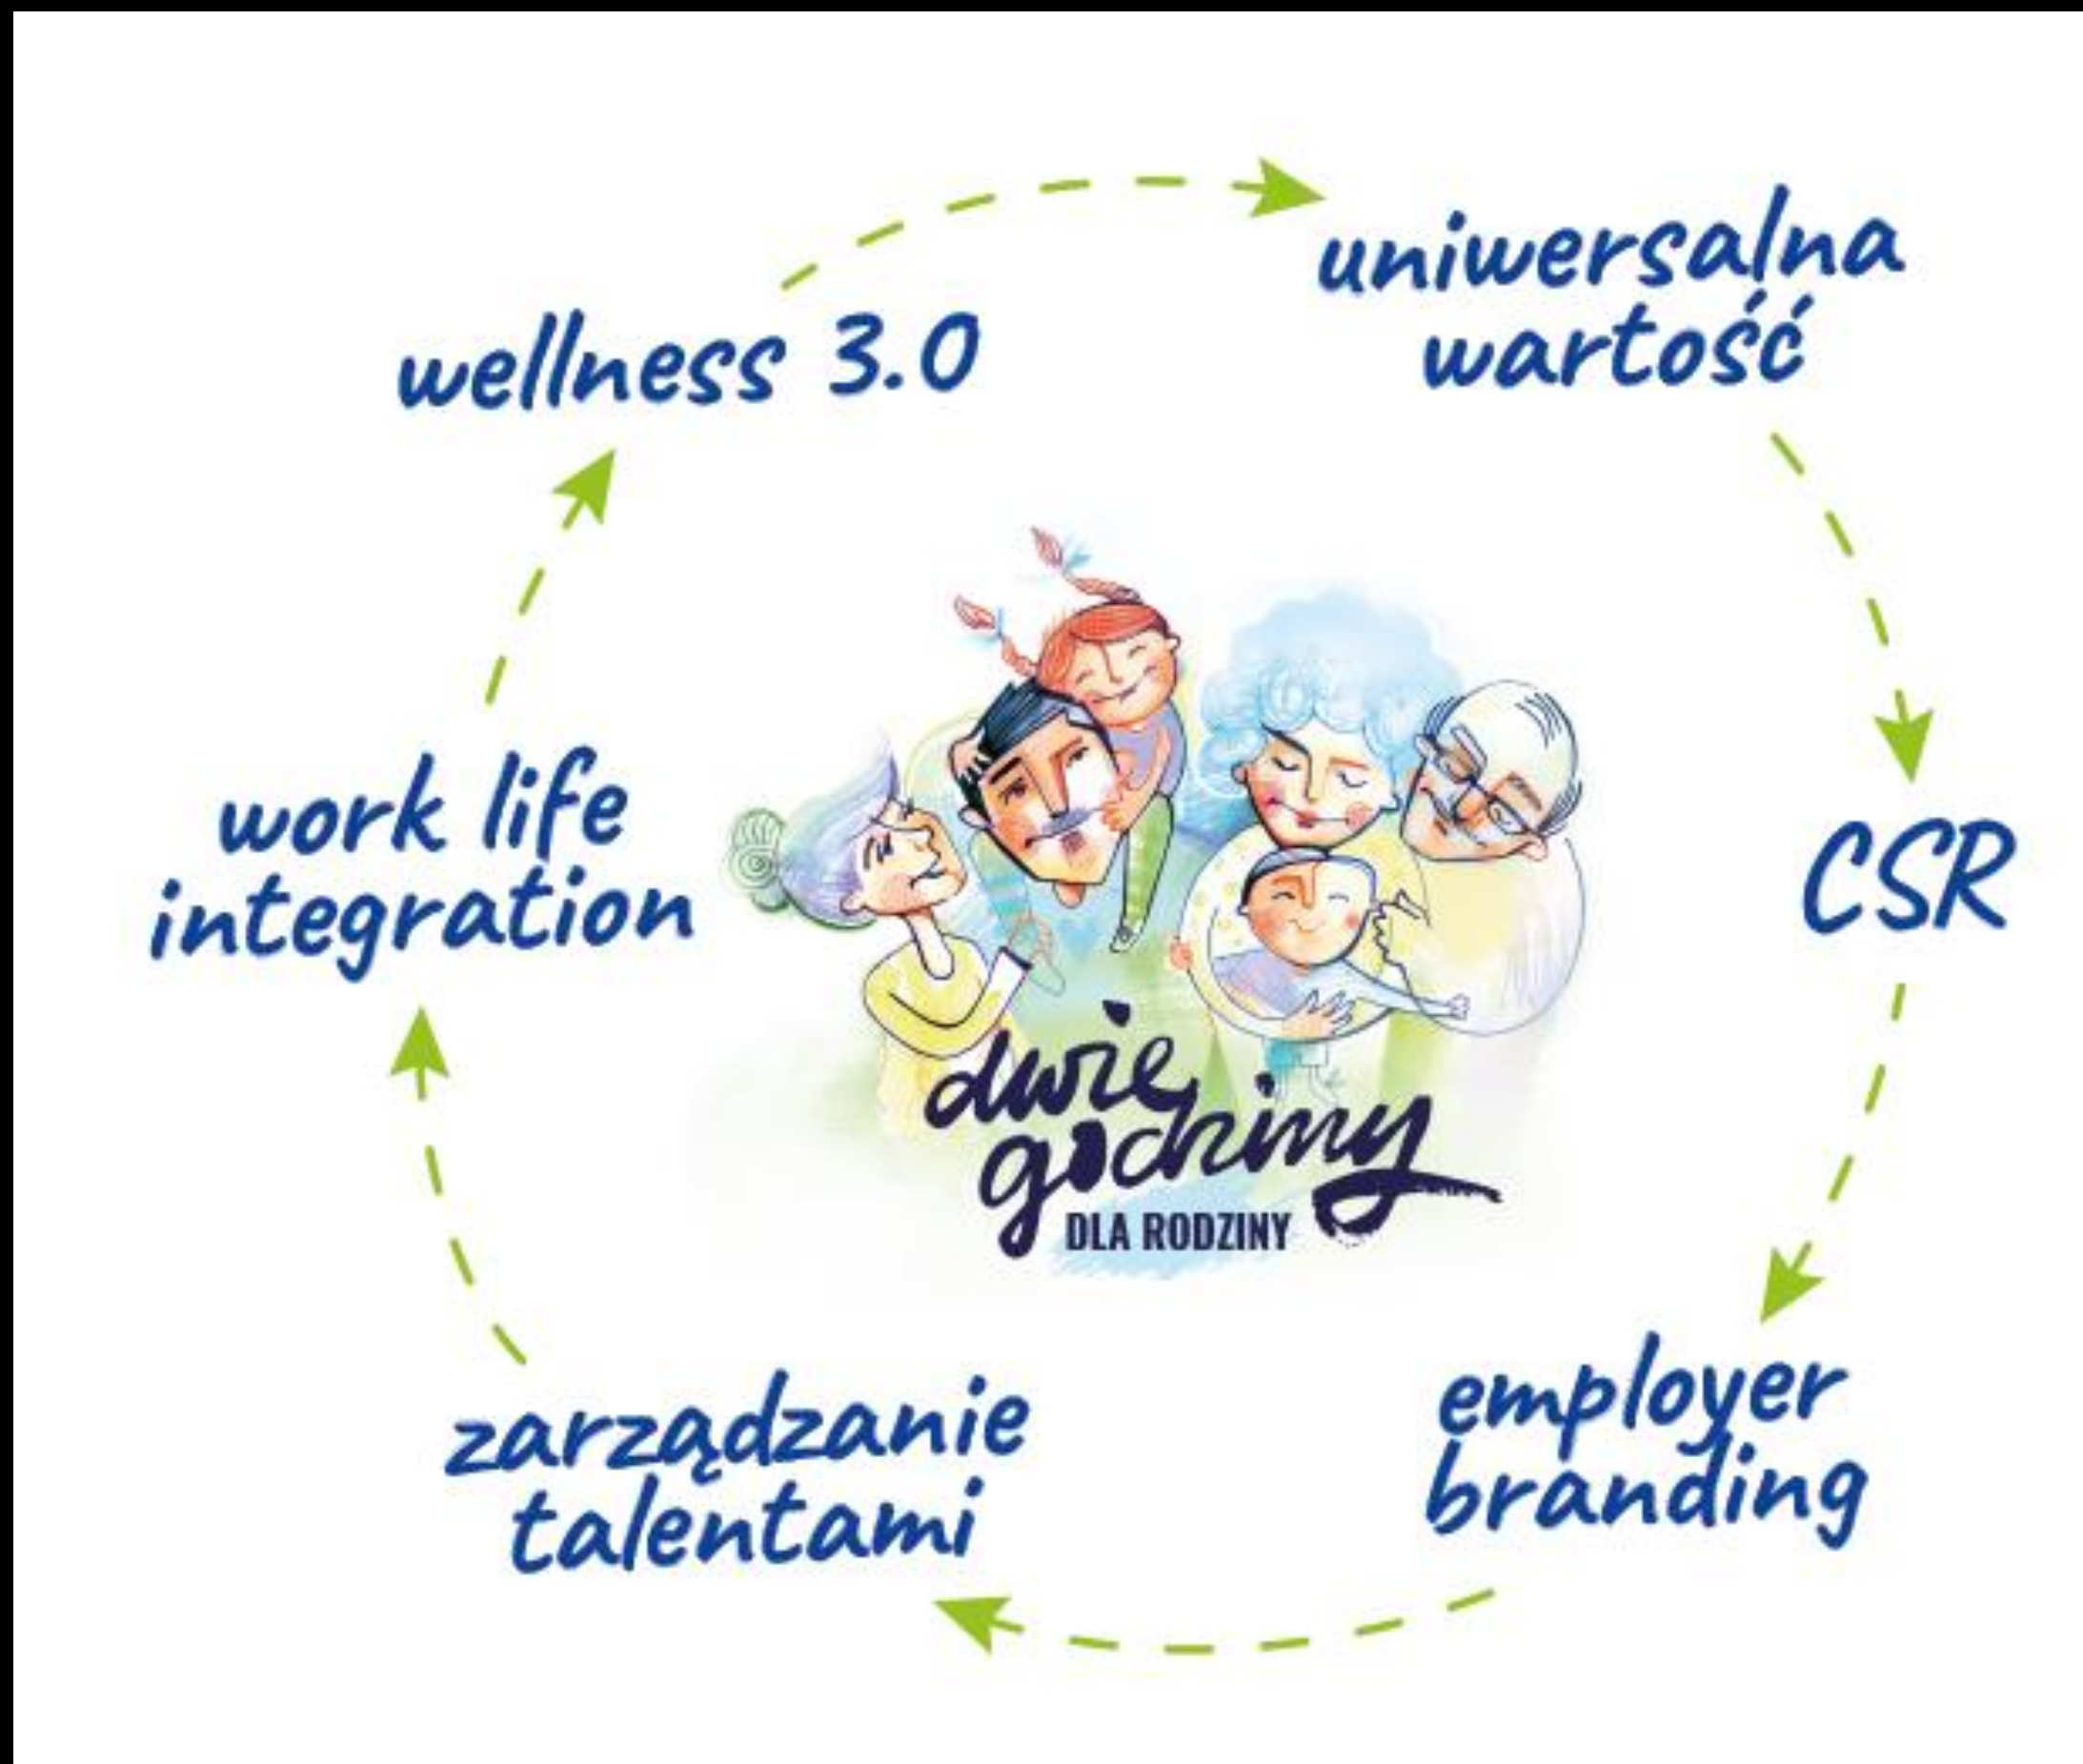 wellness 3.0
uniwersalna
wartość
CSR
employer
branding
zarządzanie
talentami
work life
integration
dwie
godziny
DLA RODZINY